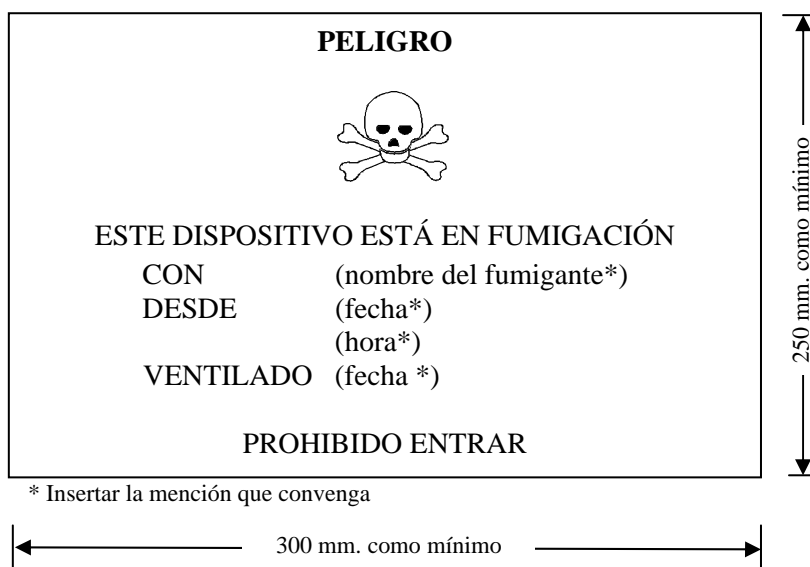 PELIGRO
ESTE DISPOSITIVO ESTÁ EN FUMIGACIÓN
CON (nombre del fumigante*)
DESDE (fecha*)
(hora*)
VENTILADO (fecha *)
PROHIBIDO ENTRAR
* Insertar la mención que convenga
300 mm. como mínimo
250 mm. como mínimo